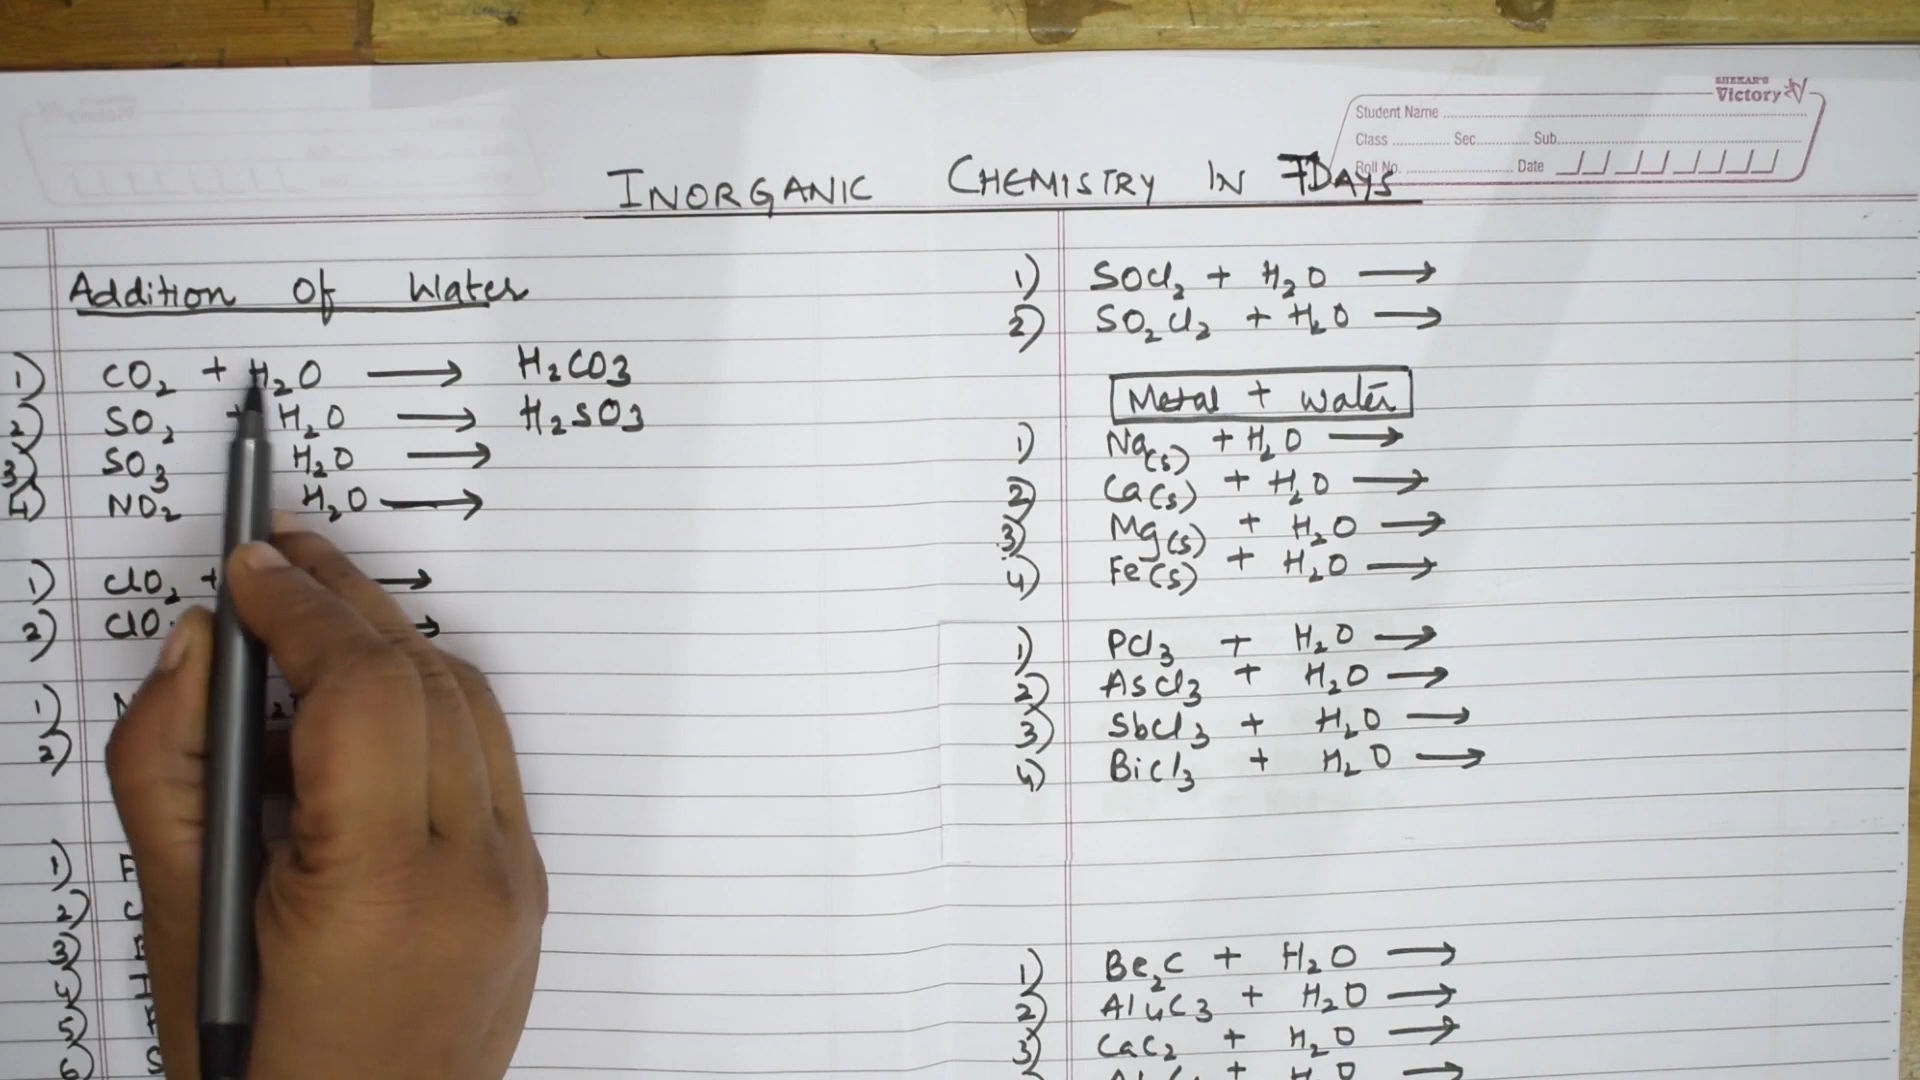 SHEKAR'S
Victory
Student Name
Class Sec Sub
Roll No. Date
INORGANIC CHEMISTRY IN 7DAYS
Addition Of Water
1) CO₂ + H₂O ⟶ H₂CO3
2) SO₂ + H₂O ⟶ H₂SO3
3) SO₃ H₂O ⟶
4) NO₂ H₂O ⟶
1) ClO₂ + ⟶
2) ClO ⟶
1)
2)
1) F
2)
3)
4) I
5)
6) S
1) SOCl₂ + H₂O ⟶
2) SO₂Cl₂ + H₂O ⟶
Metal + water
1) Na(s) + H₂O ⟶
2) Ca(s) + H₂O ⟶
3) Mg(s) + H₂O ⟶
4) Fe(s) + H₂O ⟶
1) PCl₃ + H₂O ⟶
2) AsCl₃ + H₂O ⟶
3) SbCl₃ + H₂O ⟶
4) BiCl₃ + H₂O ⟶
1) Be₂C + H₂O ⟶
2) Al₄C₃ + H₂O ⟶
3) CaC₂ + H₂O ⟶